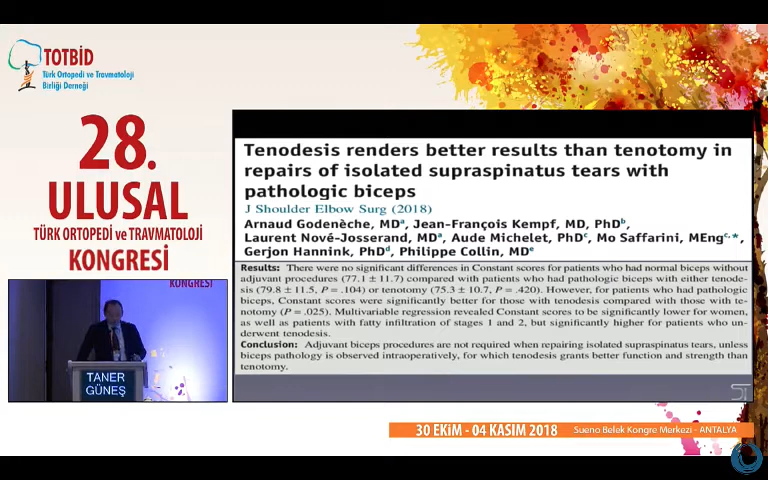 TOTBİD
Türk Ortopedi ve Travmatoloji
Birliği Derneği
28.
ULUSAL
TÜRK ORTOPEDİ ve TRAVMATOLOJİ
KONGRESİ
KONGRESİ
TANER
GÜNEŞ
Tenodesis renders better results than tenotomy in
repairs of isolated supraspinatus tears with
pathologic biceps
J Shoulder Elbow Surg (2018)
Arnaud Godenèche, MDa, Jean-François Kempf, MD, PhDb,
Laurent Nové-Josserand, MDa, Aude Michelet, PhDc, Mo Saffarini, MEngc,*,
Gerjon Hannink, PhDd, Philippe Collin, MDe
Results: There were no significant differences in Constant scores for patients who had normal biceps without
adjuvant procedures (77.1 ± 11.7) compared with patients who had pathologic biceps with either tenode-
sis (79.8 ± 11.5, P = .104) or tenotomy (75.3 ± 10.7, P = .420). However, for patients who had pathologic
biceps, Constant scores were significantly better for those with tenodesis compared with those with te-
notomy (P = .025). Multivariable regression revealed Constant scores to be significantly lower for women,
as well as patients with fatty infiltration of stages 1 and 2, but significantly higher for patients who un-
derwent tenodesis.
Conclusion: Adjuvant biceps procedures are not required when repairing isolated supraspinatus tears, unless
biceps pathology is observed intraoperatively, for which tenodesis grants better function and strength than
tenotomy.
30 EKİM - 04 KASIM 2018 Sueno Belek Kongre Merkezi - ANTALYA